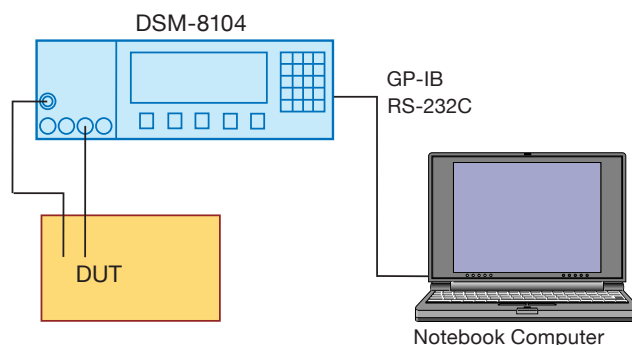 DSM-8104
GP-IB
RS-232C
DUT
Notebook Computer